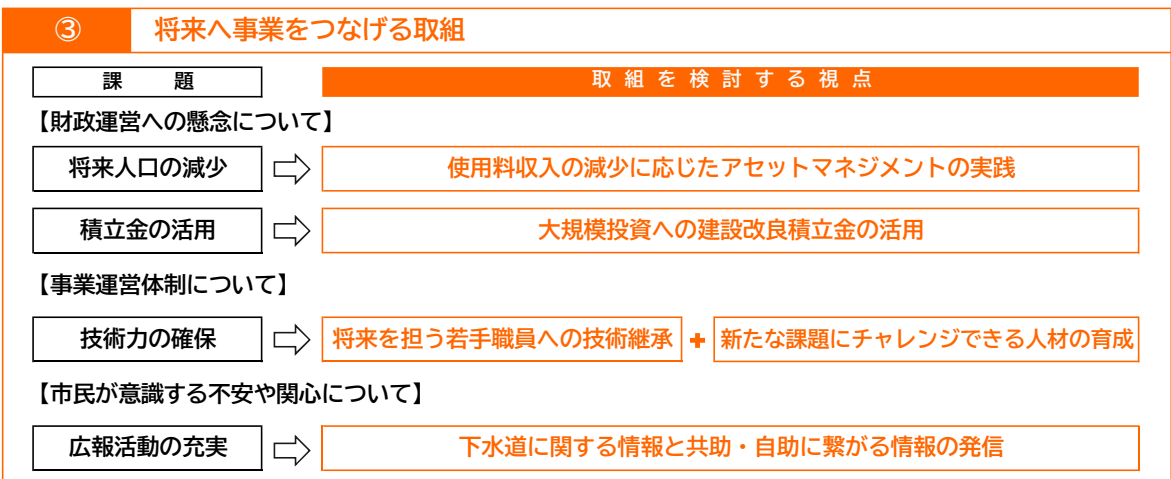 ③ 将来へ事業をつなげる取組
課 題 取組を検討する視点
【財政運営への懸念について】
将来人口の減少 使用料収入の減少に応じたアセットマネジメントの実践
積立金の活用 大規模投資への建設改良積立金の活用
【事業運営体制について】
技術力の確保 将来を担う若手職員への技術継承 + 新たな課題にチャレンジできる人材の育成
【市民が意識する不安や関心について】
広報活動の充実 下水道に関する情報と共助・自助に繋がる情報の発信